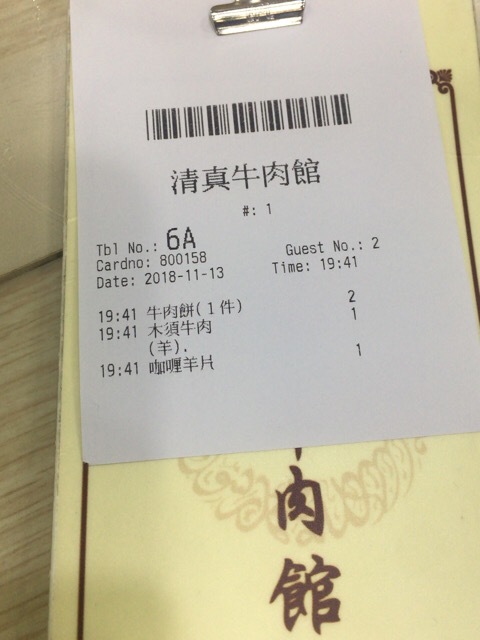 清真牛肉館
#: 1
Tbl No.: 6A
Guest No.: 2
Cardno: 800158
Date: 2018-11-13
Time: 19:41
19:41 牛肉餅(1件) 2
19:41 木須牛肉 1
(羊).
19:41 咖喱羊片 1
肉
館